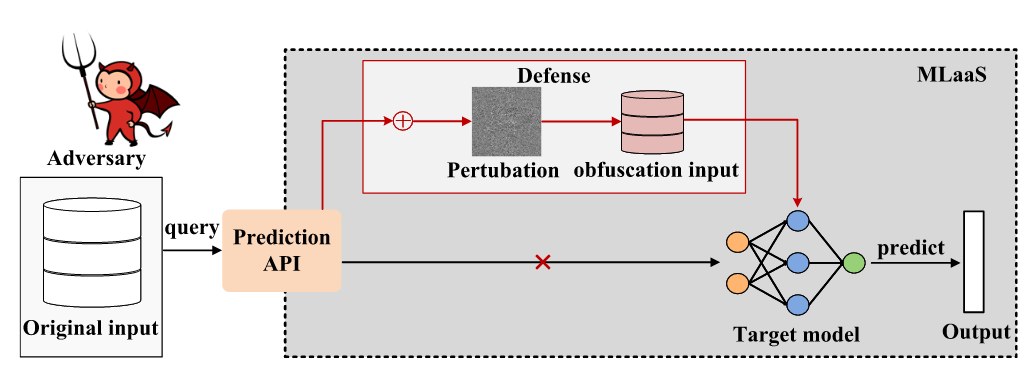 MLaaS
Defense
Adversary
Pertubation
obfuscation input
query
Prediction
API
predict
Original input
Target model
Output